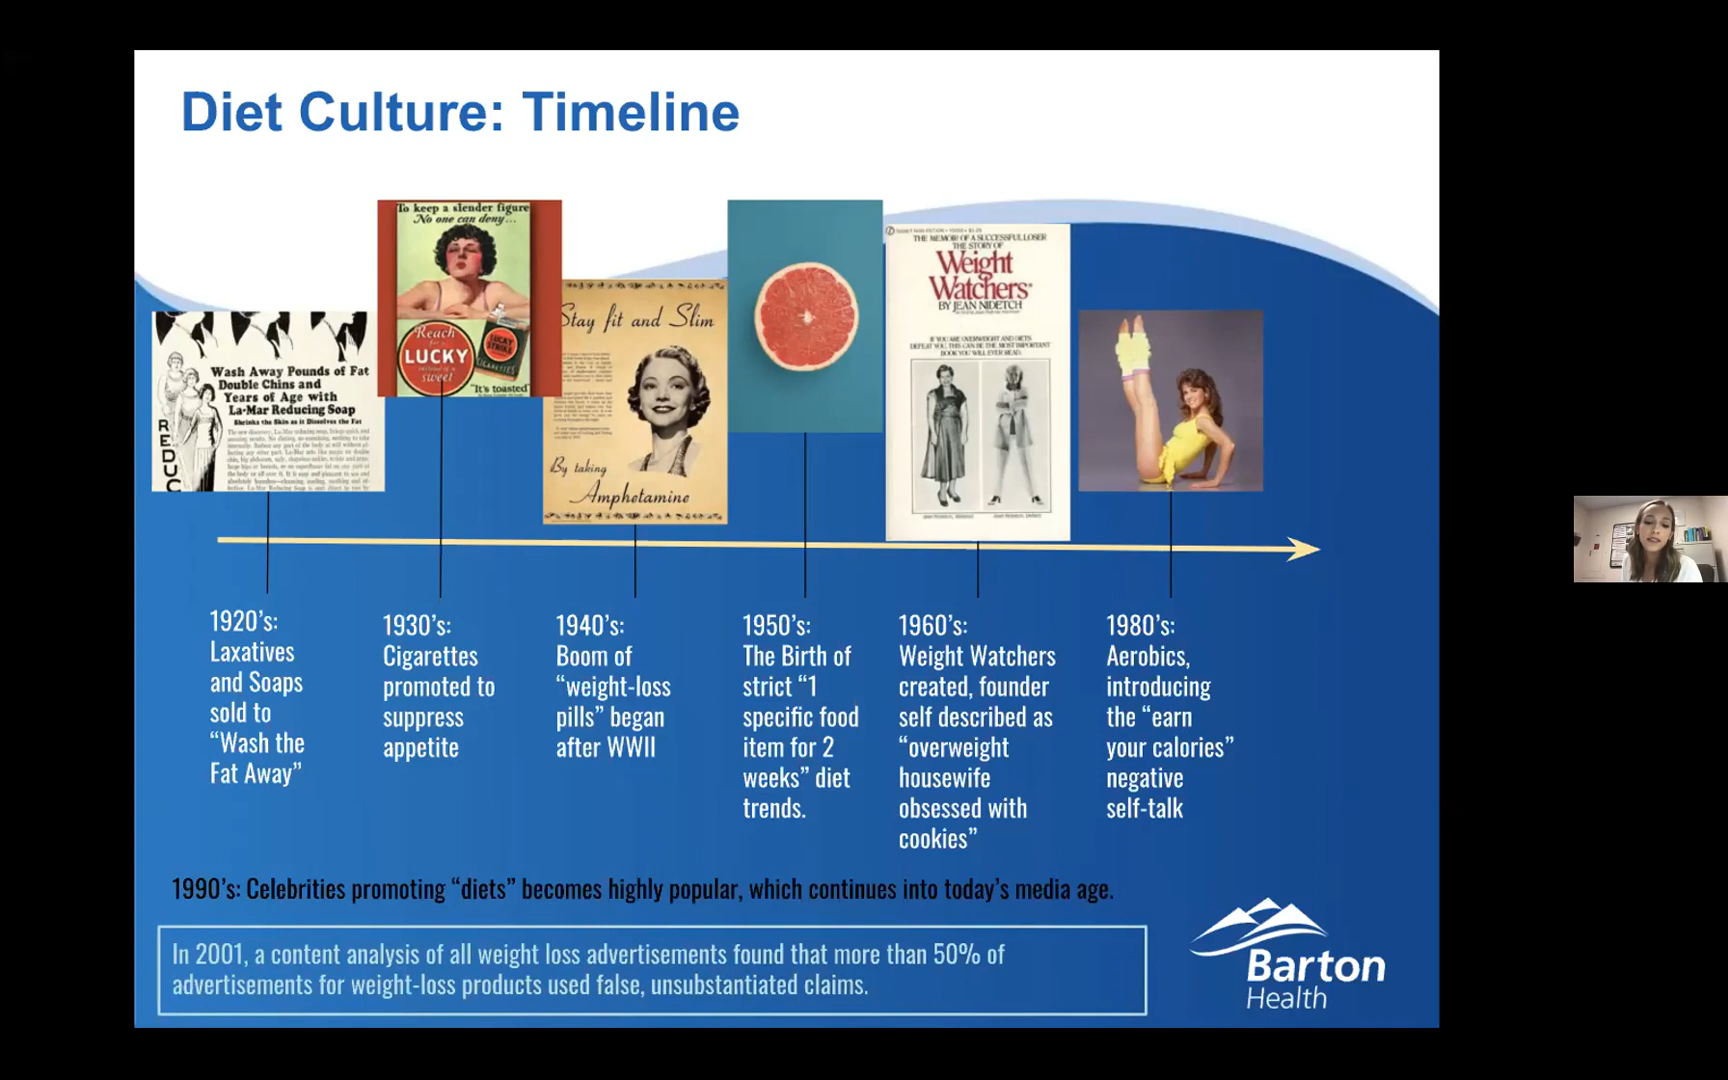 Diet Culture: Timeline
Wash Away Pounds of Fat
Double Chins and
Years of Age with
La-Mar Reducing Soap
Shrinks the Skin as it Dissolves the Fat
REDUC
To keep a slender figure
No one can deny...
Reach
for a
LUCKY
instead of a
sweet
LUCKY
STRIKE
CIGARETTES
"It's toasted"
Stay fit and Slim
By taking
Amphetamine
THE MEMOIR OF A SUCCESSFUL LOSER
THE STORY OF
Weight
Watchers
BY JEAN NIDETCH
IF YOU ARE OVERWEIGHT AND DIETS
DEFEAT YOU, THIS CAN BE THE MOST IMPORTANT
BOOK YOU WILL EVER READ.
1920’s:
Laxatives
and Soaps
sold to
“Wash the
Fat Away”
1930’s:
Cigarettes
promoted to
suppress
appetite
1940’s:
Boom of
“weight-loss
pills” began
after WWII
1950’s:
The Birth of
strict “1
specific food
item for 2
weeks” diet
trends.
1960’s:
Weight Watchers
created, founder
self described as
“overweight
housewife
obsessed with
cookies”
1980’s:
Aerobics,
introducing
the “earn
your calories”
negative
self-talk
1990’s: Celebrities promoting “diets” becomes highly popular, which continues into today’s media age.
In 2001, a content analysis of all weight loss advertisements found that more than 50% of
advertisements for weight-loss products used false, unsubstantiated claims.
Barton
Health